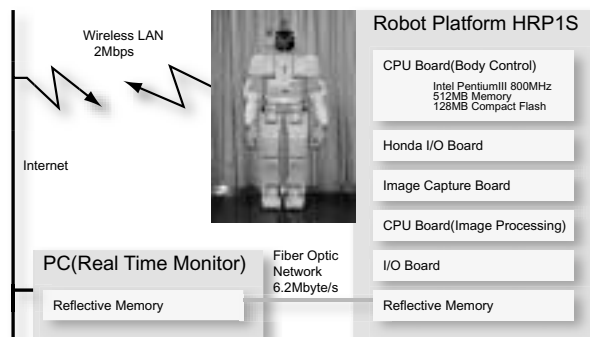 Wireless LAN
2Mbps
Internet
Robot Platform HRP1S
CPU Board(Body Control)
Intel PentiumIII 800MHz
512MB Memory
128MB Compact Flash
Honda I/O Board
Image Capture Board
CPU Board(Image Processing)
I/O Board
Reflective Memory
Fiber Optic
Network
6.2Mbyte/s
PC(Real Time Monitor)
Reflective Memory